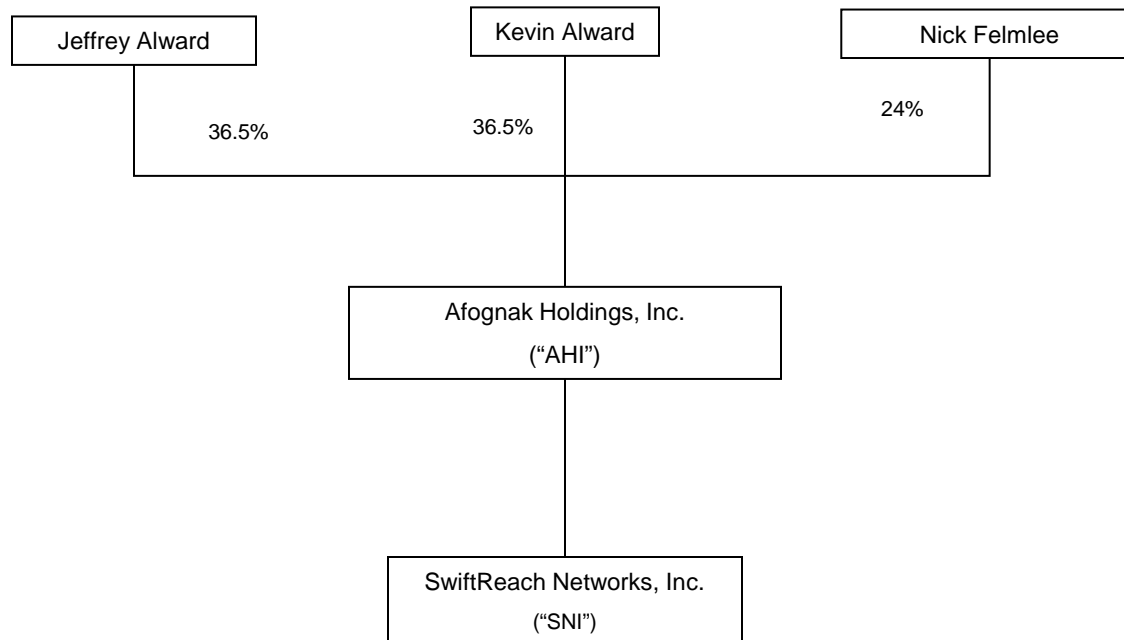 Jeffrey Alward
Kevin Alward
Nick Felmlee
36.5%
36.5%
24%
Afognak Holdings, Inc.
(“AHI”)
SwiftReach Networks, Inc.
(“SNI”)